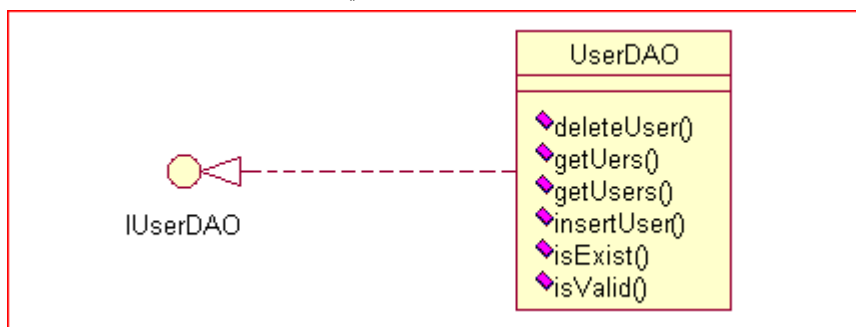 UserDAO
deleteUser()
getUers()
getUsers()
insertUser()
isExist()
isValid()
IUserDAO